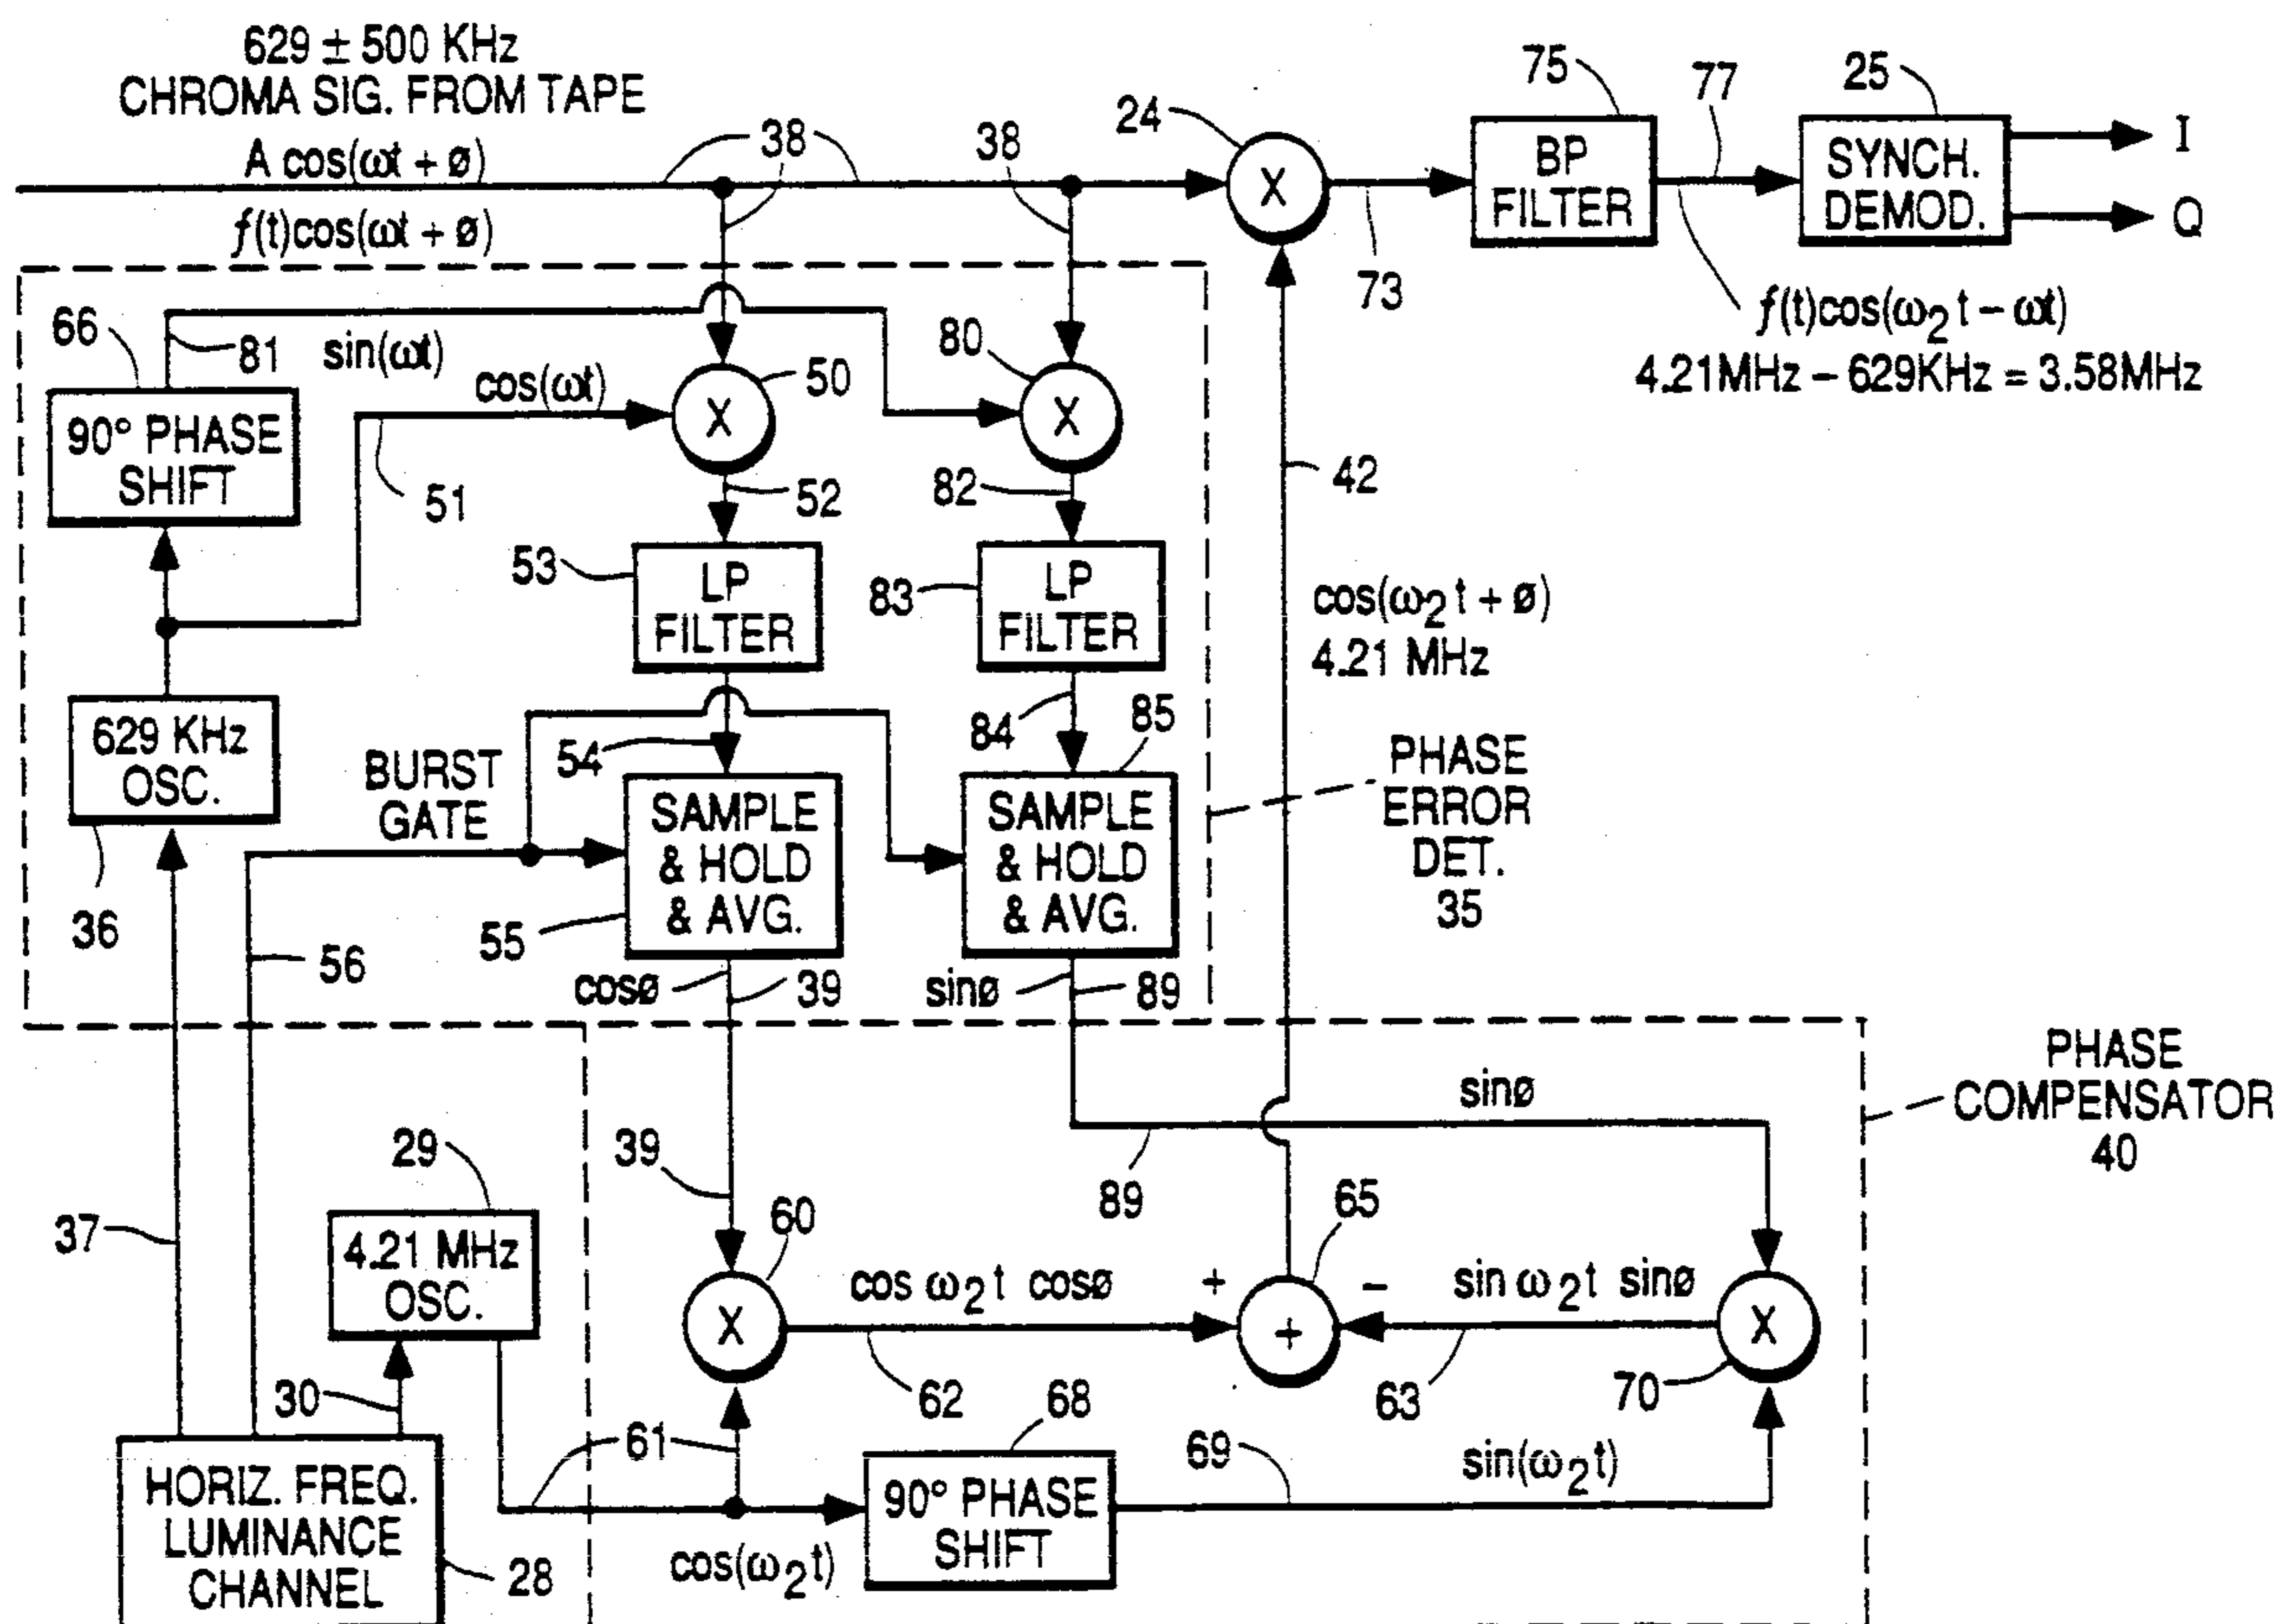 629 ± 500 KHz
CHROMA SIG. FROM TAPE
A cos(ωt + ø)
f(t)cos(ωt + ø)
38
38
24
X
75
BP
FILTER
77
25
SYNCH.
DEMOD.
I
Q
73
f(t)cos(ω2 t – ωt)
4.21MHz – 629KHz = 3.58MHz
66
81
sin(ωt)
cos(ωt)
50
X
80
X
90° PHASE
SHIFT
51
52
82
42
53
LP
FILTER
83
LP
FILTER
cos(ω2 t + ø)
4.21 MHz
629 KHz
OSC.
36
BURST
GATE
54
84
85
SAMPLE
& HOLD
& AVG.
55
SAMPLE
& HOLD
& AVG.
PHASE
ERROR
DET.
35
56
cosø
39
sinø
89
PHASE
COMPENSATOR
40
sinø
37
29
39
89
4.21 MHz
OSC.
60
X
cos ω2 t cosø
+
65
+
–
sin ω2 t sinø
X
70
30
62
63
61
68
90° PHASE
SHIFT
69
sin(ω2 t)
HORIZ. FREQ.
LUMINANCE
CHANNEL
28
cos(ω2 t)